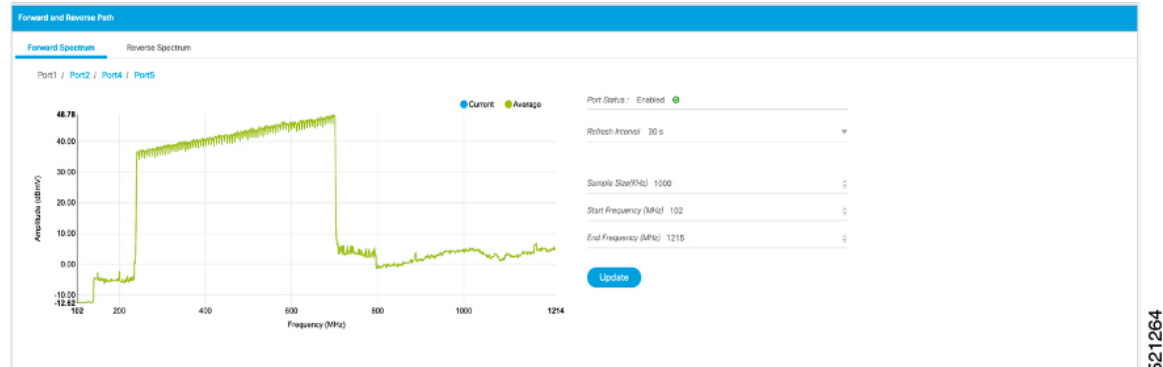 Forward and Reverse Path
Forward Spectrum Reverse Spectrum
Port1 / Port2 / Port4 / Port5
Current Average
48.78
40.00
30.00
20.00
10.00
0.00
-10.00
-12.62
Amplitude (dBmV)
102 200 400 600 800 1000 1214
Frequency (MHz)
Port Status : Enabled
Refresh Interval 30 s
Sample Size(KHz) 1000
Start Frequency (MHz) 102
End Frequency (MHz) 1215
Update
521264